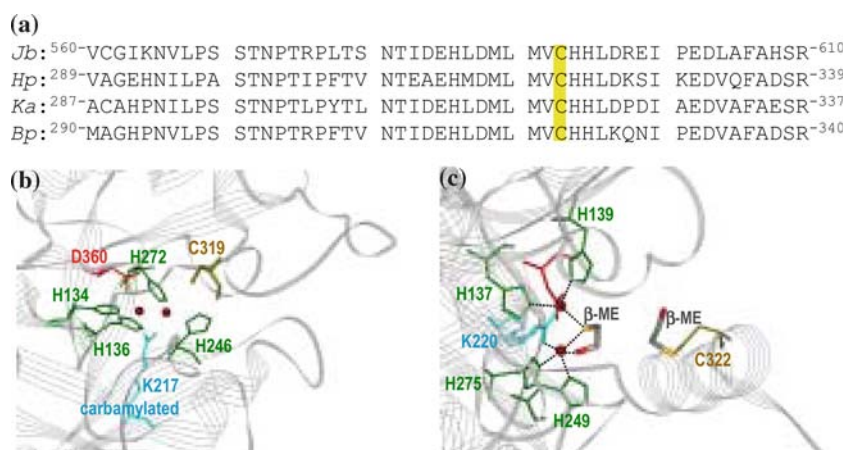 (a)
Jb: 560-VCGIKNVLPS STNPTRPLTS NTIDEHLDML MVCHHLDREI PEDLAFAHSR-610
Hp: 289-VAGEHNILPA STNPTIPFTV NTEAEHMDML MVCHHLDKSI KEDVQFADSR-339
Ka: 287-ACAHPNILPS STNPTLPYTL NTIDEHLDML MVCHHLDPDI AEDVAFAESR-337
Bp: 290-MAGHPNVLPS STNPTRPFTV NTIDEHLDML MVCHHLKQNI PEDVAFADSR-340
(b)
D360
H272
C319
H134
H136
H246
K217
carbamylated
(c)
H139
H137
β-ME
β-ME
K220
C322
H275
H249